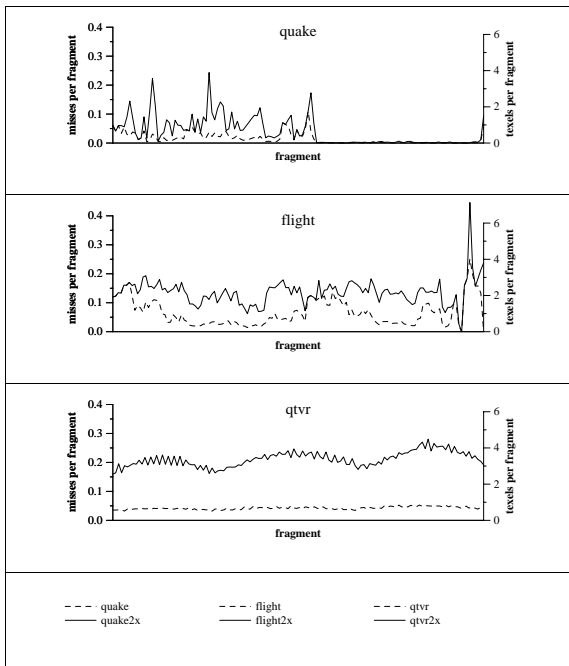 quake
0.4
0.3
0.2
0.1
0.0
misses per fragment
6
4
2
0
texels per fragment
fragment
flight
0.4
0.3
0.2
0.1
0.0
misses per fragment
6
4
2
0
texels per fragment
fragment
qtvr
0.4
0.3
0.2
0.1
0.0
misses per fragment
6
4
2
0
texels per fragment
fragment
quake flight qtvr
quake2x flight2x qtvr2x